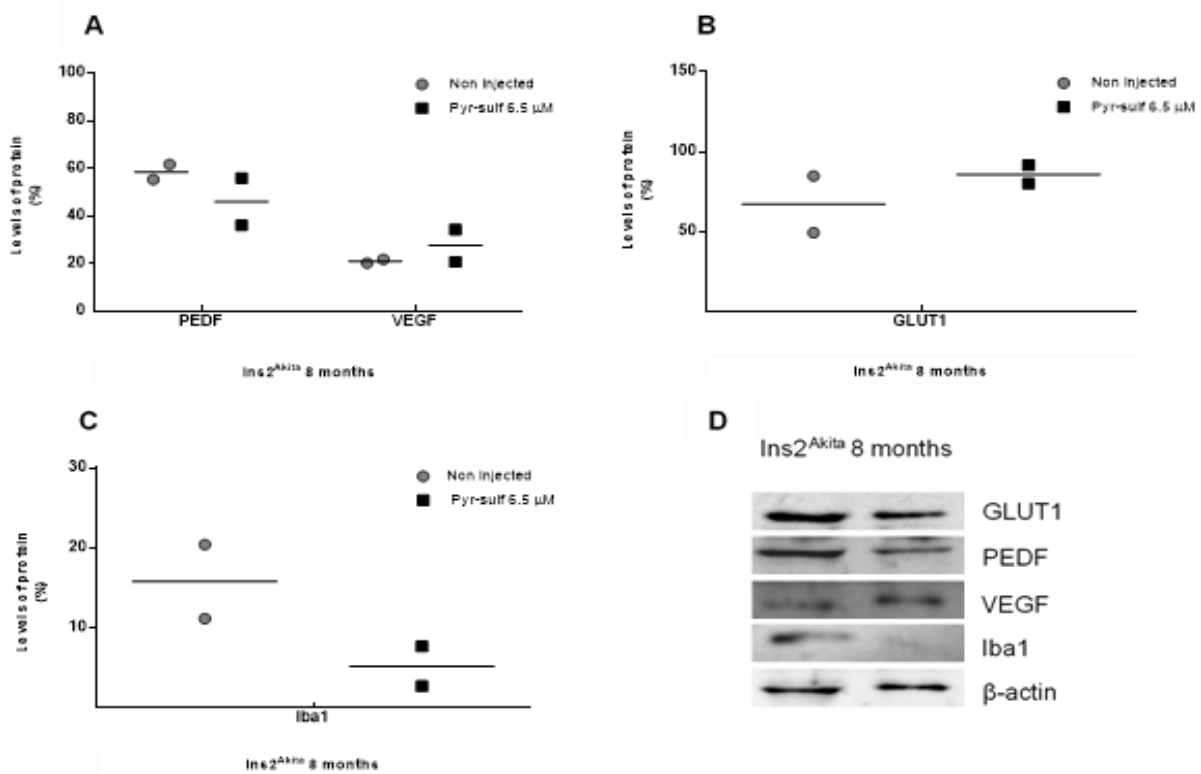 A
100
80
60
40
20
0
Levels of protein
(%)
Non Injected
Pyr-sulf 6.5 µM
PEDF
VEGF
Ins2Akita 8 months
B
150
100
50
Levels of protein
(%)
Non Injected
Pyr-sulf 6.5 µM
GLUT1
Ins2Akita 8 months
C
30
20
10
Levels of protein
(%)
Non Injected
Pyr-sulf 6.5 µM
Iba1
Ins2Akita 8 months
D
Ins2Akita 8 months
GLUT1
PEDF
VEGF
Iba1
β-actin